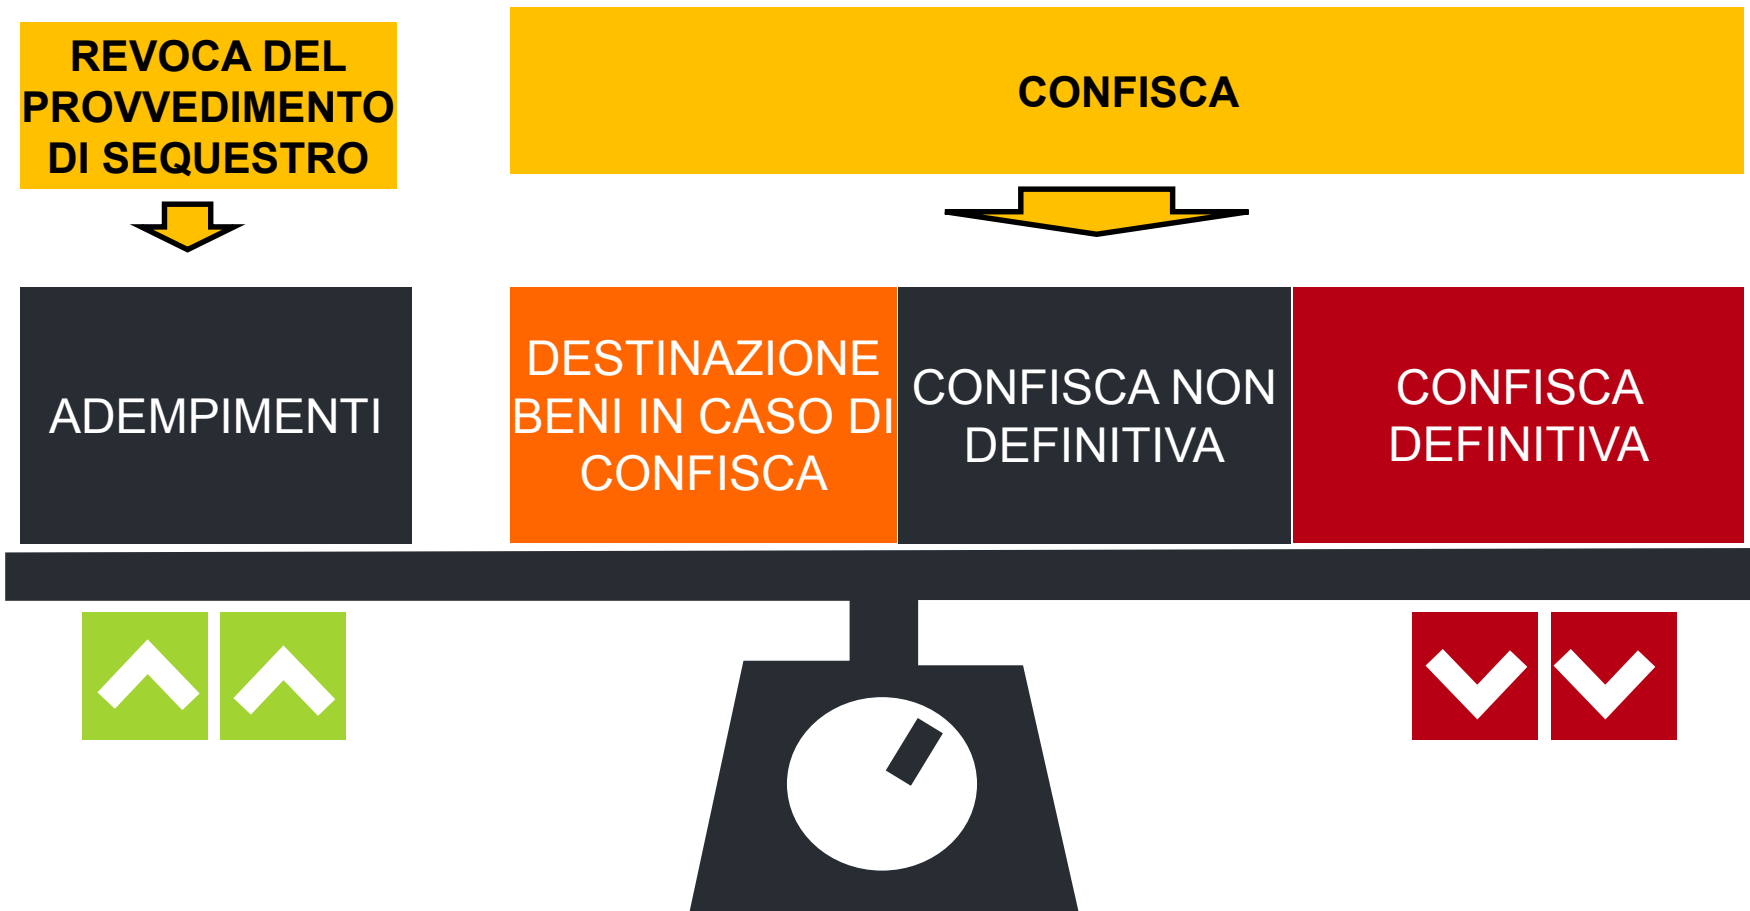 REVOCA DEL
PROVVEDIMENTO
DI SEQUESTRO
CONFISCA
ADEMPIMENTI
DESTINAZIONE
BENI IN CASO DI
CONFISCA
CONFISCA NON
DEFINITIVA
CONFISCA
DEFINITIVA